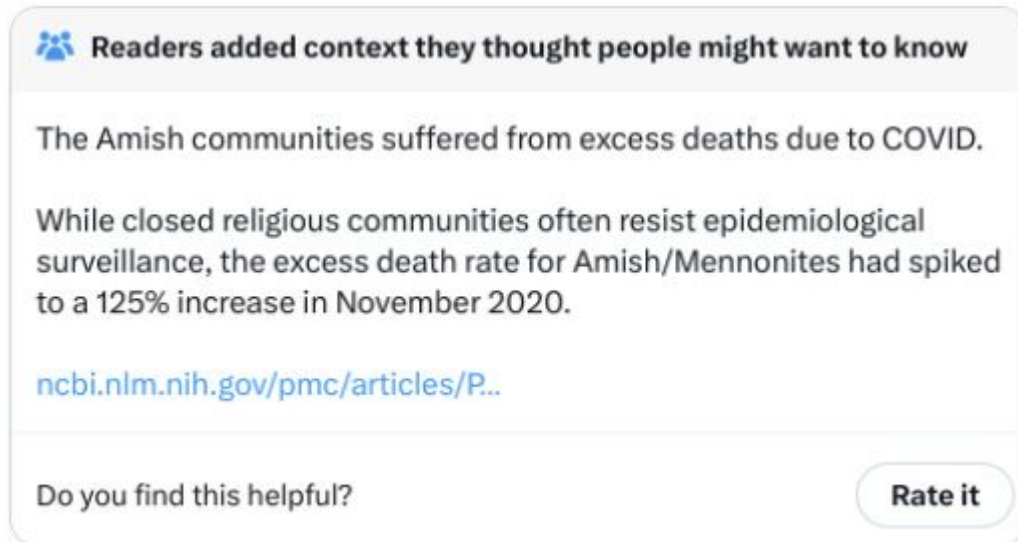 Readers added context they thought people might want to know
The Amish communities suffered from excess deaths due to COVID.
While closed religious communities often resist epidemiological
surveillance, the excess death rate for Amish/Mennonites had spiked
to a 125% increase in November 2020.
ncbi.nlm.nih.gov/pmc/articles/P...
Do you find this helpful?
Rate it